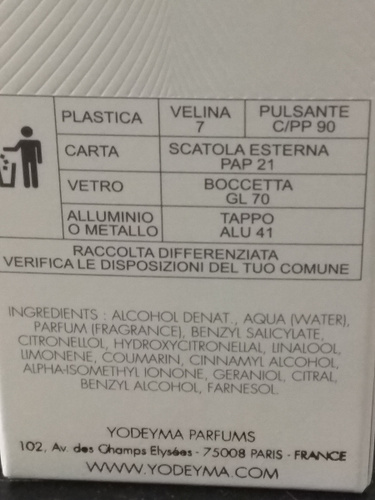 PLASTICA VELINA 7 PULSANTE C/PP 90
CARTA SCATOLA ESTERNA PAP 21
VETRO BOCCETTA GL 70
ALLUMINIO O METALLO TAPPO ALU 41
RACCOLTA DIFFERENZIATA
VERIFICA LE DISPOSIZIONI DEL TUO COMUNE
INGREDIENTS : ALCOHOL DENAT., AQUA (WATER),
PARFUM (FRAGRANCE), BENZYL SALICYLATE,
CITRONELLOL, HYDROXYCITRONELLAL, LINALOOL,
LIMONENE, COUMARIN, CINNAMYL ALCOHOL,
ALPHA-ISOMETHYL IONONE, GERANIOL, CITRAL,
BENZYL ALCOHOL, FARNESOL.
YODEYMA PARFUMS
102, Av. des Champs Elysées - 75008 PARIS - FRANCE
WWW.YODEYMA.COM